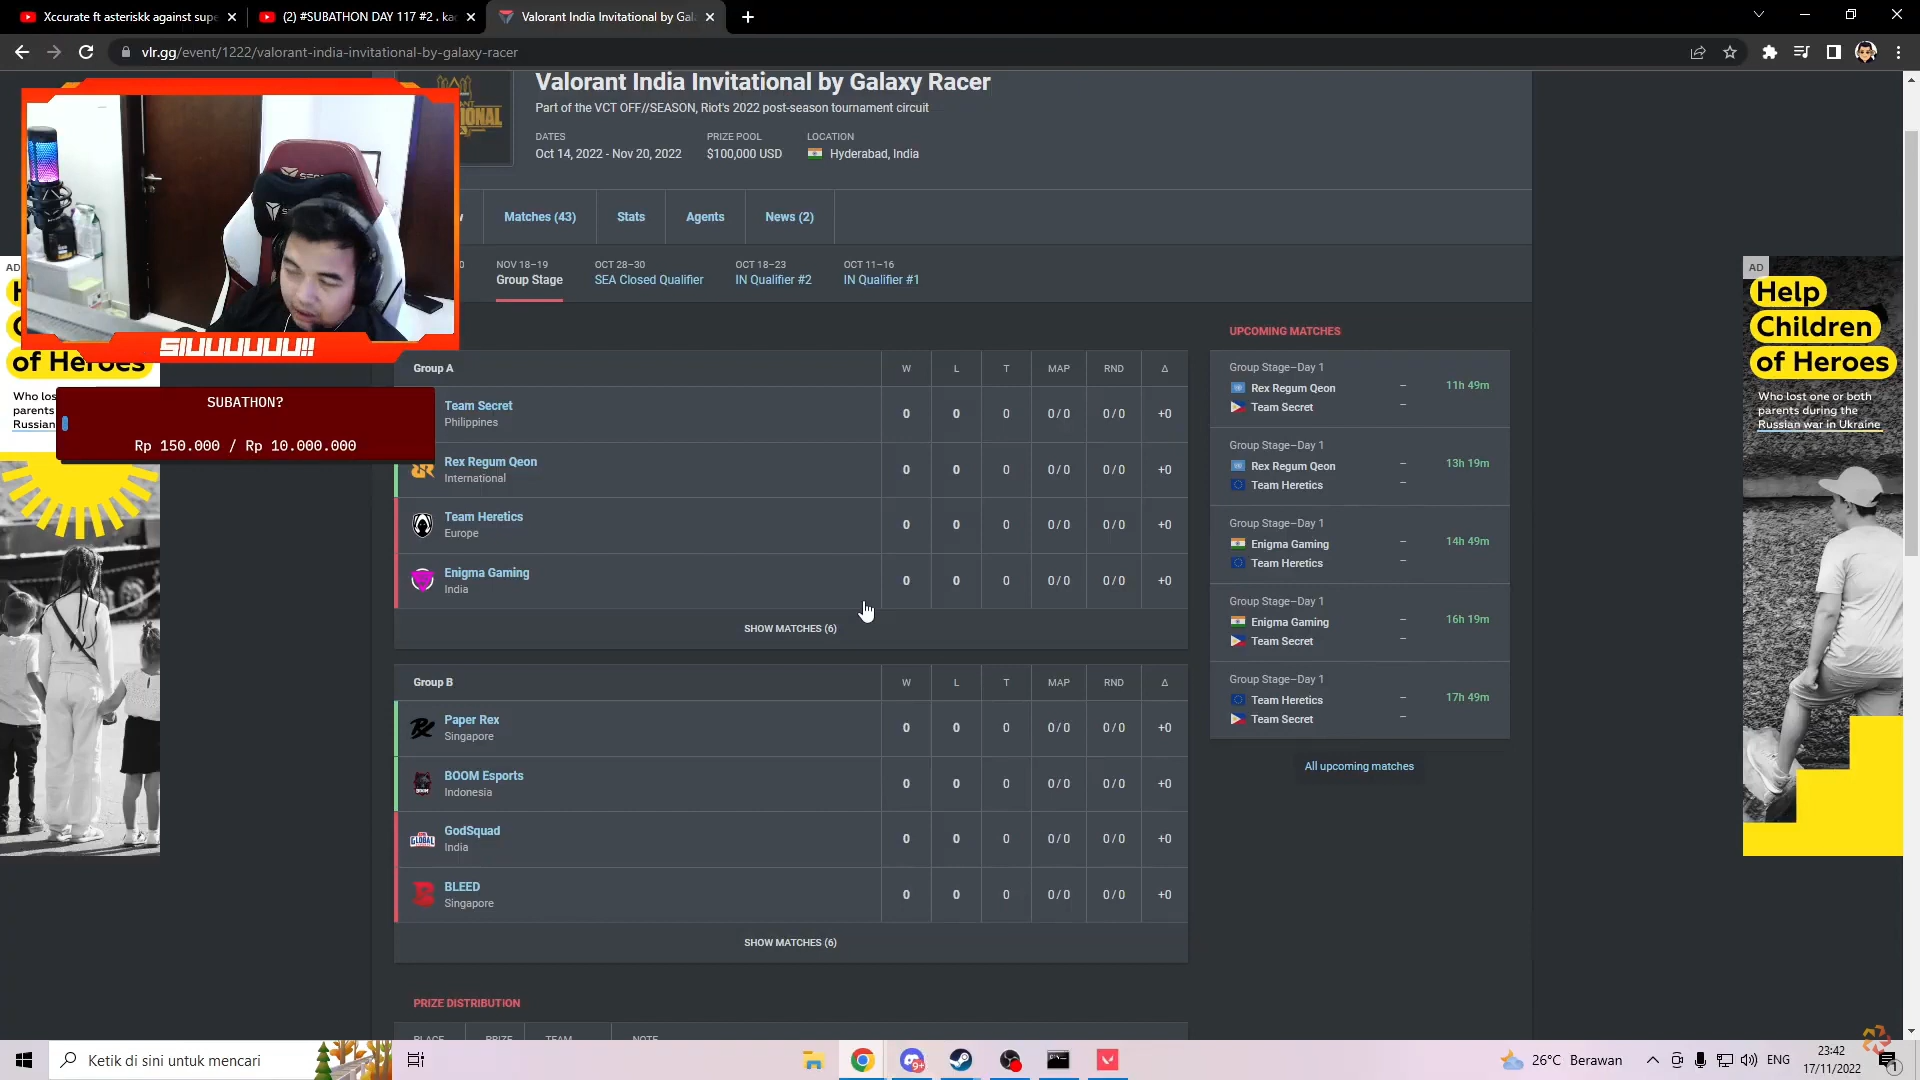 Xccurate ft asteriskk against supe
(2) #SUBATHON DAY 117 #2 . kac
Valorant India Invitational by Gal
vlr.gg/event/1222/valorant-india-invitational-by-galaxy-racer
Valorant India Invitational by Galaxy Racer
Part of the VCT OFF//SEASON, Riot's 2022 post-season tournament circuit
DATES PRIZE POOL LOCATION
Oct 14, 2022 - Nov 20, 2022 $100,000 USD Hyderabad, India
Matches (43) Stats Agents News (2)
NOV 18–19 OCT 28–30 OCT 18–23 OCT 11–16
Group Stage SEA Closed Qualifier IN Qualifier #2 IN Qualifier #1
SIUUUUUU!!
SUBATHON?
Rp 150.000 / Rp 10.000.000
AD
of Heroes
Who los
parents
Russian
Group A W L T MAP RND Δ
Team Secret 0 0 0 0/0 0/0 +0
Philippines
Rex Regum Qeon 0 0 0 0/0 0/0 +0
International
Team Heretics 0 0 0 0/0 0/0 +0
Europe
Enigma Gaming 0 0 0 0/0 0/0 +0
India
SHOW MATCHES (6)
Group B W L T MAP RND Δ
Paper Rex 0 0 0 0/0 0/0 +0
Singapore
BOOM Esports 0 0 0 0/0 0/0 +0
Indonesia
GodSquad 0 0 0 0/0 0/0 +0
India
BLEED 0 0 0 0/0 0/0 +0
Singapore
SHOW MATCHES (6)
PRIZE DISTRIBUTION
PLACE PRIZE TEAM NOTE
UPCOMING MATCHES
Group Stage–Day 1
Rex Regum Qeon – 11h 49m
Team Secret –
Group Stage–Day 1
Rex Regum Qeon – 13h 19m
Team Heretics –
Group Stage–Day 1
Enigma Gaming – 14h 49m
Team Heretics –
Group Stage–Day 1
Enigma Gaming – 16h 19m
Team Secret –
Group Stage–Day 1
Team Heretics – 17h 49m
Team Secret –
All upcoming matches
AD
Help
Children
of Heroes
Who lost one or both
parents during the
Russian war in Ukraine
Ketik di sini untuk mencari
9+
26°C Berawan
ENG
23:42
17/11/2022
1